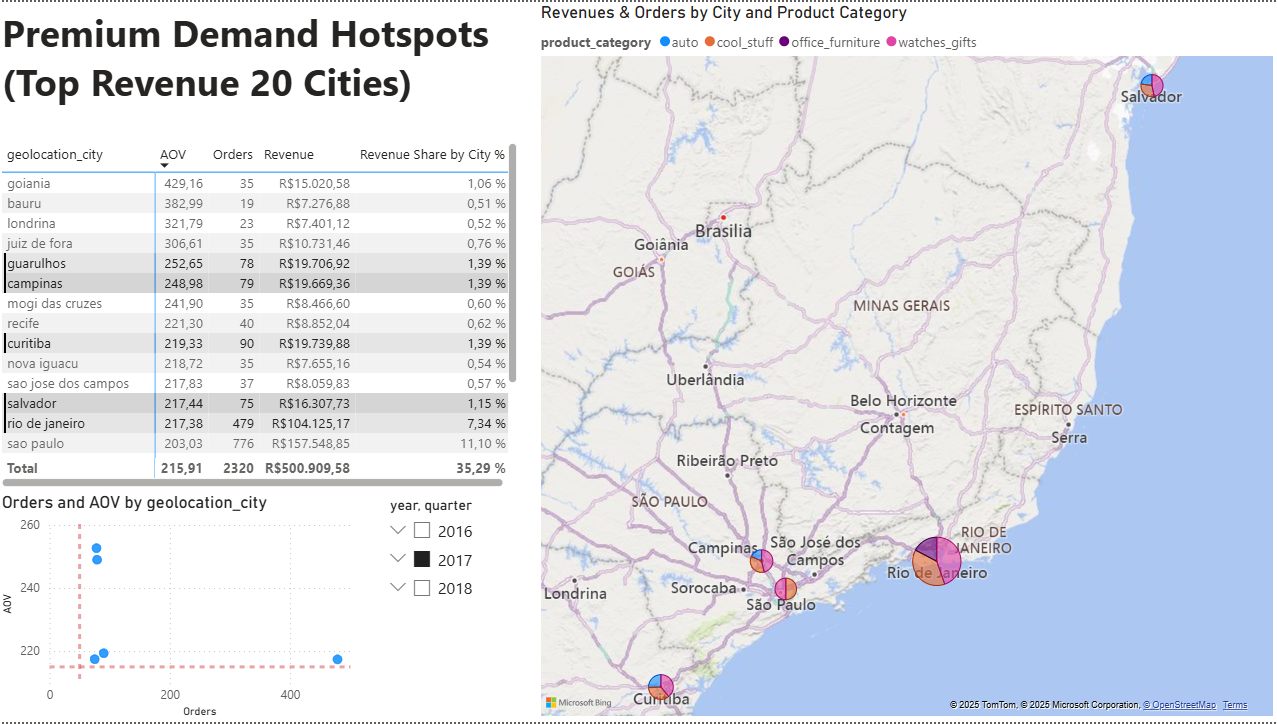 Premium Demand Hotspots
(Top Revenue 20 Cities)
geolocation_city AOV Orders Revenue Revenue Share by City %
goiania 429,16 35 R$15.020,58 1,06 %
bauru 382,99 19 R$7.276,88 0,51 %
londrina 321,79 23 R$7.401,12 0,52 %
juiz de fora 306,61 35 R$10.731,46 0,76 %
guarulhos 252,65 78 R$19.706,92 1,39 %
campinas 248,98 79 R$19.669,36 1,39 %
mogi das cruzes 241,90 35 R$8.466,60 0,60 %
recife 221,30 40 R$8.852,04 0,62 %
curitiba 219,33 90 R$19.739,88 1,39 %
nova iguacu 218,72 35 R$7.655,16 0,54 %
sao jose dos campos 217,83 37 R$8.059,83 0,57 %
salvador 217,44 75 R$16.307,73 1,15 %
rio de janeiro 217,38 479 R$104.125,17 7,34 %
sao paulo 203,03 776 R$157.548,85 11,10 %
Total 215,91 2320 R$500.909,58 35,29 %
Orders and AOV by geolocation_city
260
240
220
AOV
0 200 400
Orders
year, quarter
2016
2017
2018
Revenues & Orders by City and Product Category
product_category auto cool_stuff office_furniture watches_gifts
Salvador
Brasilia
Goiânia
GOIÁS
MINAS GERAIS
Uberlândia
Belo Horizonte
Contagem
ESPÍRITO SANTO
Serra
Ribeirão Preto
SÃO PAULO
RIO DE
JANEIRO
Campinas
São José dos
Campos
Rio de Janeiro
Sorocaba
Londrina
São Paulo
Curitiba
Microsoft Bing
© 2025 TomTom, © 2025 Microsoft Corporation, © OpenStreetMap Terms